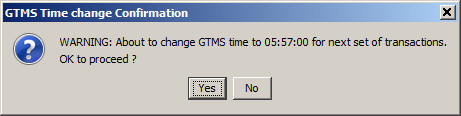 GTMS Time change Confirmation
WARNING: About to change GTMS time to 05:57:00 for next set of transactions.
OK to proceed ?
Yes No